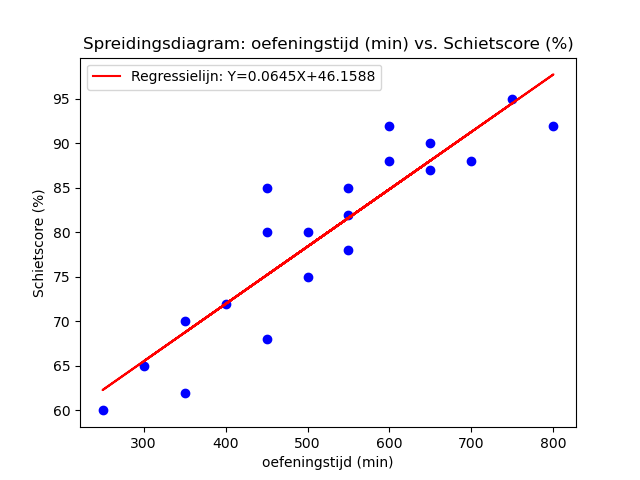 Spreidingsdiagram: oefeningstijd (min) vs. Schietscore (%)
Regressielijn: Y=0.0645X+46.1588
95
90
85
80
75
70
65
60
Schietscore (%)
300 400 500 600 700 800
oefeningstijd (min)